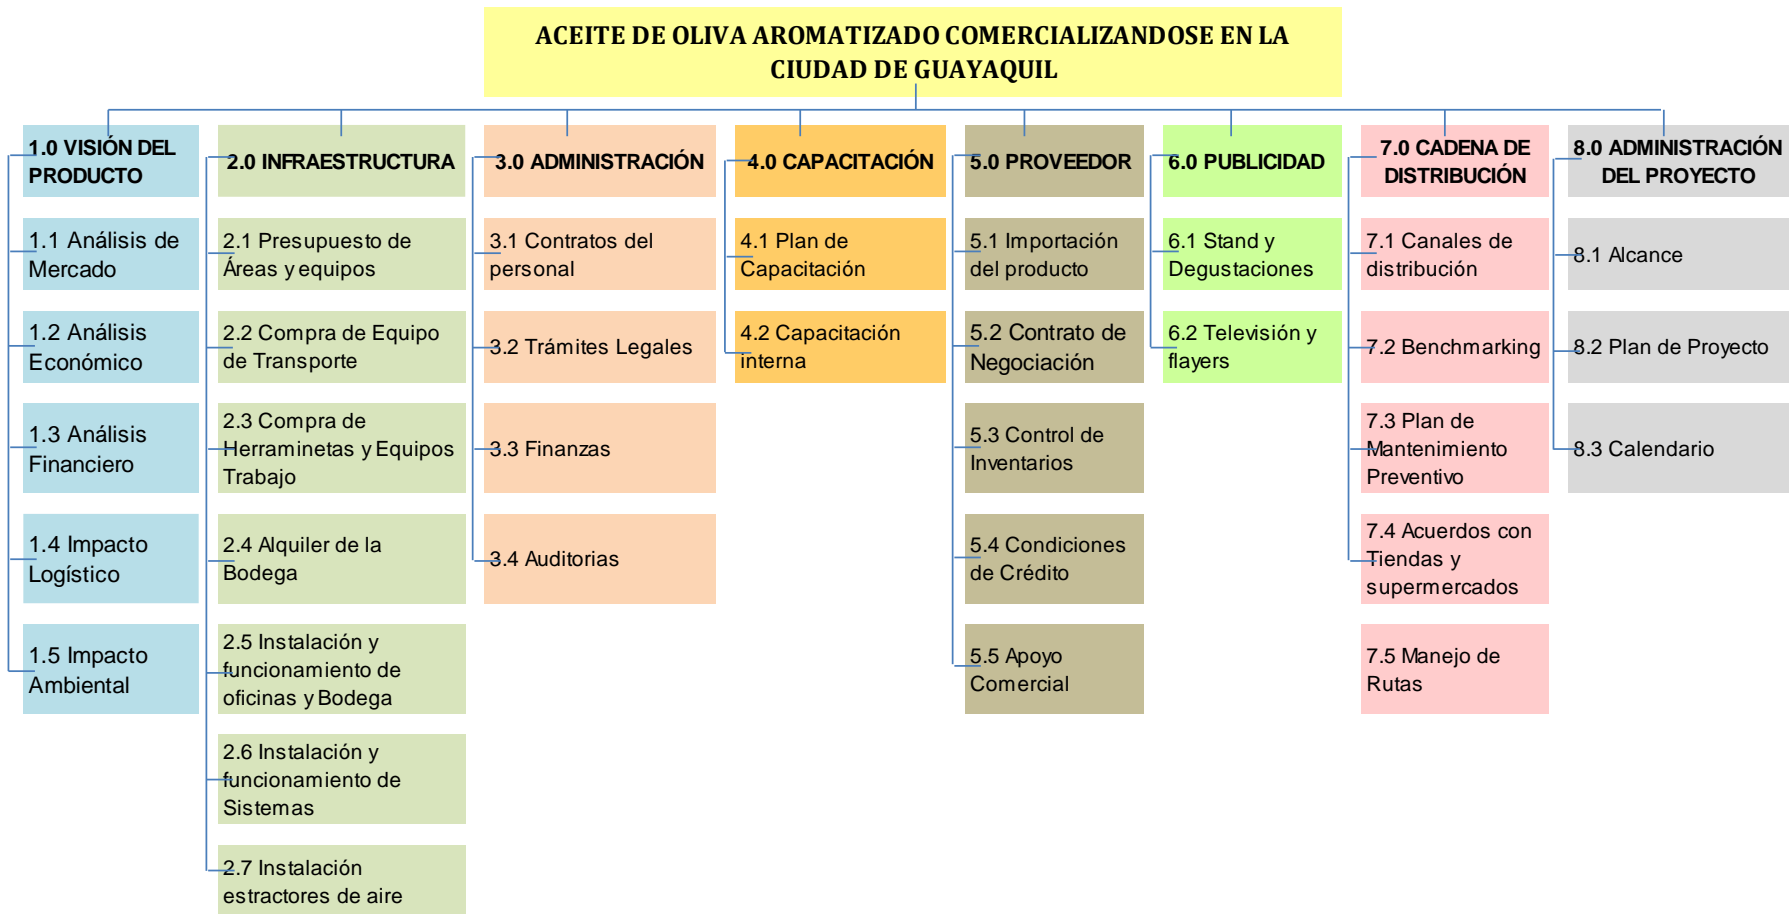 ACEITE DE OLIVA AROMATIZADO COMERCIALIZANDOSE EN LA
CIUDAD DE GUAYAQUIL
1.0 VISIÓN DEL
PRODUCTO
1.1 Análisis de
Mercado
1.2 Análisis
Económico
1.3 Análisis
Financiero
1.4 Impacto
Logístico
1.5 Impacto
Ambiental
2.0 INFRAESTRUCTURA
2.1 Presupuesto de
Áreas y equipos
2.2 Compra de Equipo
de Transporte
2.3 Compra de
Herraminetas y Equipos
Trabajo
2.4 Alquiler de la
Bodega
2.5 Instalación y
funcionamiento de
oficinas y Bodega
2.6 Instalación y
funcionamiento de
Sistemas
2.7 Instalación
estractores de aire
3.0 ADMINISTRACIÓN
3.1 Contratos del
personal
3.2 Trámites Legales
3.3 Finanzas
3.4 Auditorias
4.0 CAPACITACIÓN
4.1 Plan de
Capacitación
4.2 Capacitación
interna
5.0 PROVEEDOR
5.1 Importación
del producto
5.2 Contrato de
Negociación
5.3 Control de
Inventarios
5.4 Condiciones
de Crédito
5.5 Apoyo
Comercial
6.0 PUBLICIDAD
6.1 Stand y
Degustaciones
6.2 Televisión y
flayers
7.0 CADENA DE
DISTRIBUCIÓN
7.1 Canales de
distribución
7.2 Benchmarking
7.3 Plan de
Mantenimiento
Preventivo
7.4 Acuerdos con
Tiendas y
supermercados
7.5 Manejo de
Rutas
8.0 ADMINISTRACIÓN
DEL PROYECTO
8.1 Alcance
8.2 Plan de Proyecto
8.3 Calendario